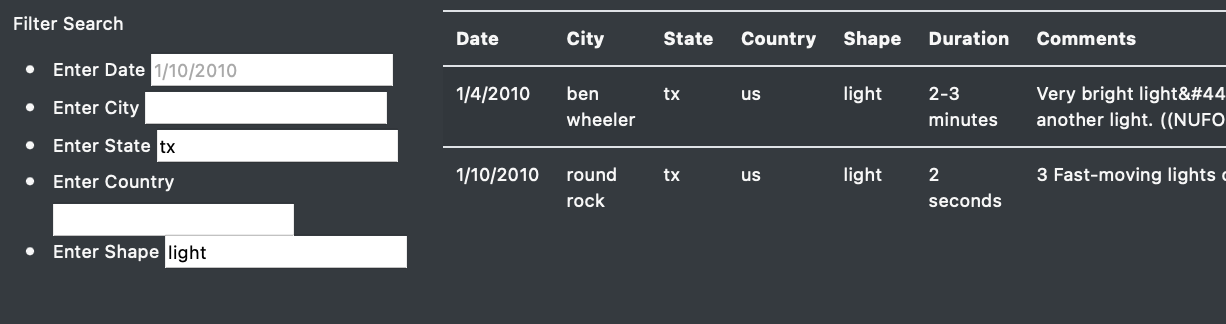 Filter Search
Enter Date 1/10/2010
Enter City
Enter State tx
Enter Country
Enter Shape light
Date City State Country Shape Duration Comments
1/4/2010 ben tx us light 2-3 Very bright light&#44
wheeler minutes another light. ((NUFO
1/10/2010 round tx us light 2 3 Fast-moving lights
rock seconds